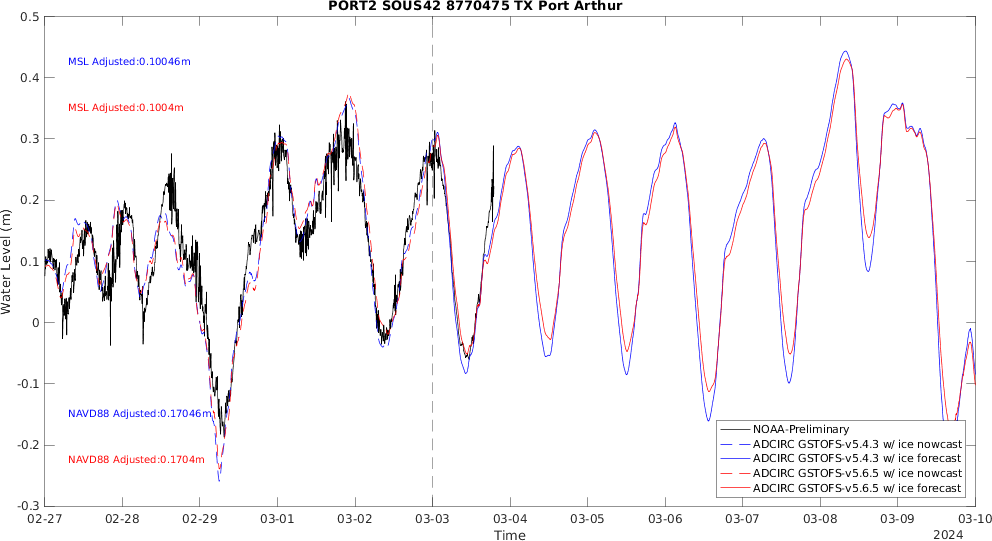 PORT2 SOUS42 8770475 TX Port Arthur
0.5
0.4
0.3
0.2
0.1
0
-0.1
-0.2
-0.3
Water Level (m)
MSL Adjusted:0.10046m
MSL Adjusted:0.1004m
NAVD88 Adjusted:0.17046m
NAVD88 Adjusted:0.1704m
NOAA-Preliminary
ADCIRC GSTOFS-v5.4.3 w/ ice nowcast
ADCIRC GSTOFS-v5.4.3 w/ ice forecast
ADCIRC GSTOFS-v5.6.5 w/ ice nowcast
ADCIRC GSTOFS-v5.6.5 w/ ice forecast
02-27 02-28 02-29 03-01 03-02 03-03 03-04 03-05 03-06 03-07 03-08 03-09 03-10
Time
2024